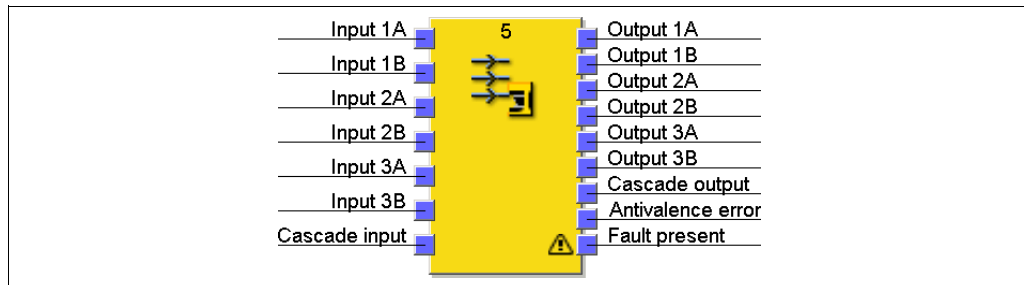 Input 1A
Input 1B
Input 2A
Input 2B
Input 3A
Input 3B
Cascade input
5
Output 1A
Output 1B
Output 2A
Output 2B
Output 3A
Output 3B
Cascade output
Antivalence error
Fault present